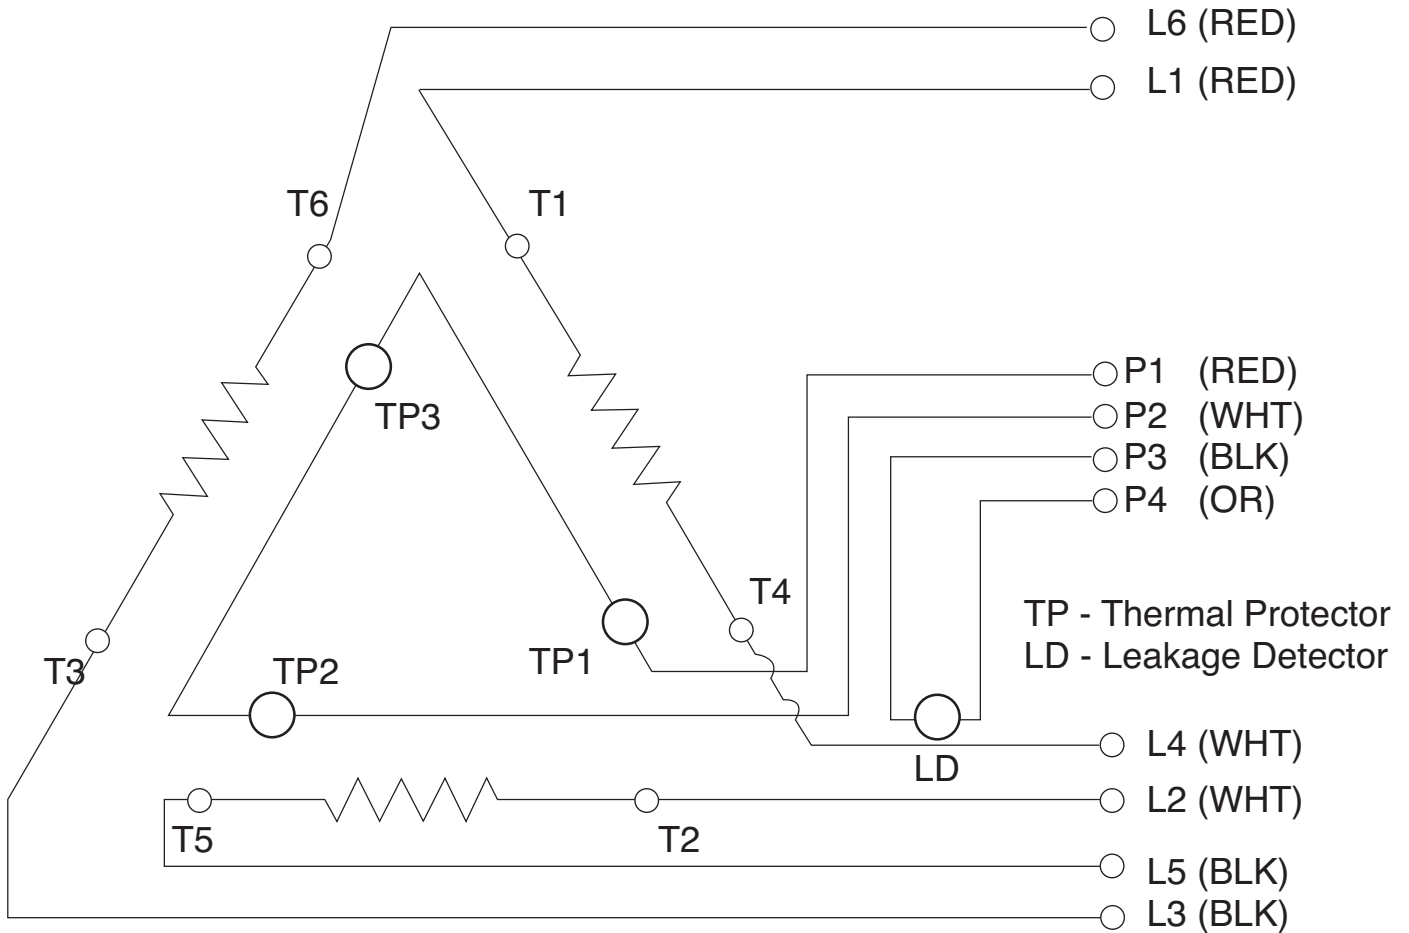 L6 (RED)
L1 (RED)
T6
T1
TP3
P1 (RED)
P2 (WHT)
P3 (BLK)
P4 (OR)
T4
TP - Thermal Protector
LD - Leakage Detector
T3
TP2
TP1
L4 (WHT)
LD
L2 (WHT)
T5
T2
L5 (BLK)
L3 (BLK)